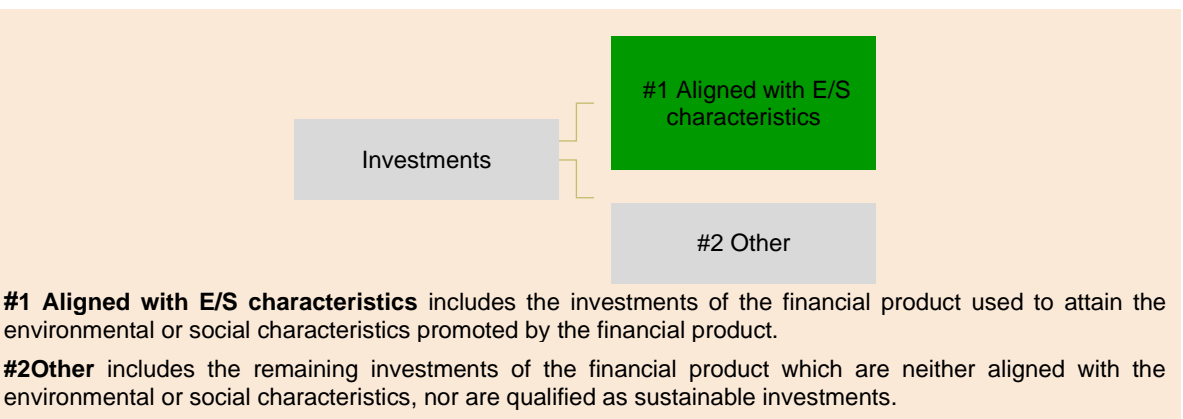 #1 Aligned with E/S
characteristics
Investments
#2 Other
#1 Aligned with E/S characteristics includes the investments of the financial product used to attain the
environmental or social characteristics promoted by the financial product.
#2Other includes the remaining investments of the financial product which are neither aligned with the
environmental or social characteristics, nor are qualified as sustainable investments.